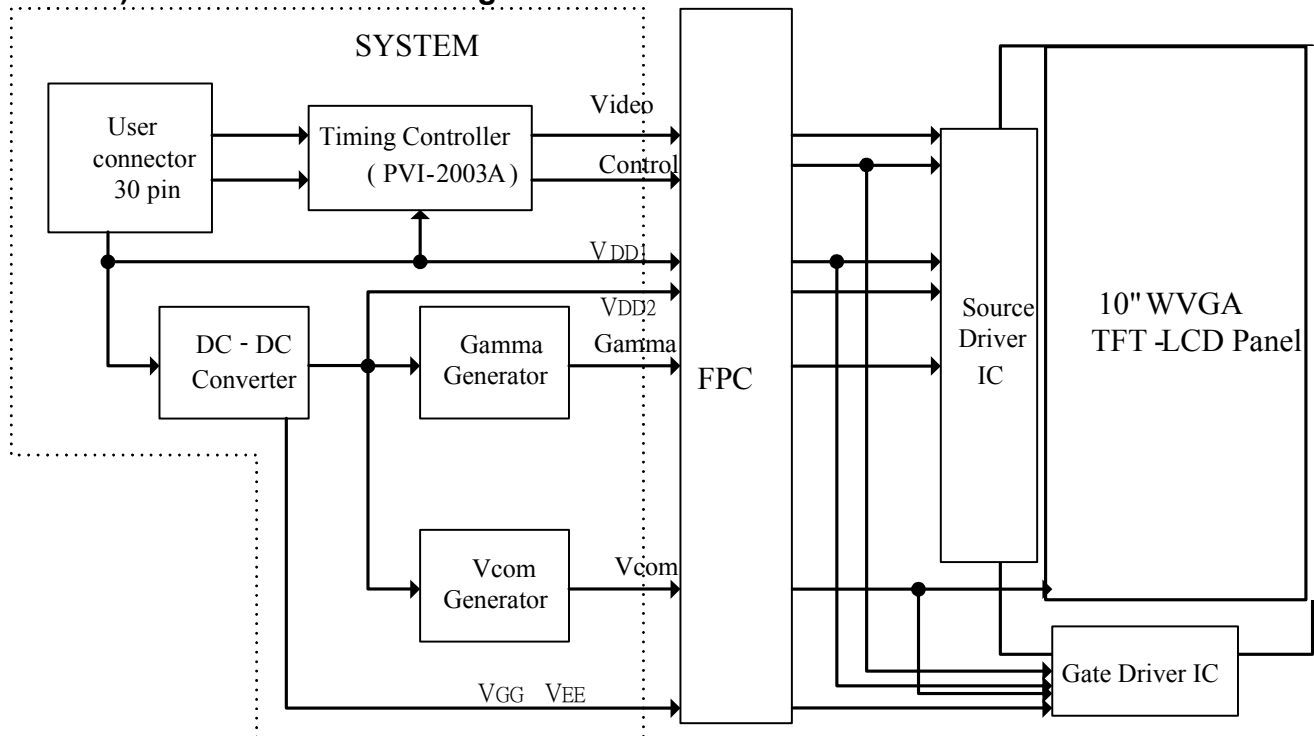 SYSTEM
User
connector
30 pin
Timing Controller
( PVI-2003A )
Video
Control
VDD1
VDD2
DC - DC
Converter
Gamma
Generator
Gamma
FPC
Source
Driver
IC
10" WVGA
TFT -LCD Panel
Vcom
Generator
Vcom
VGG VEE
Gate Driver IC